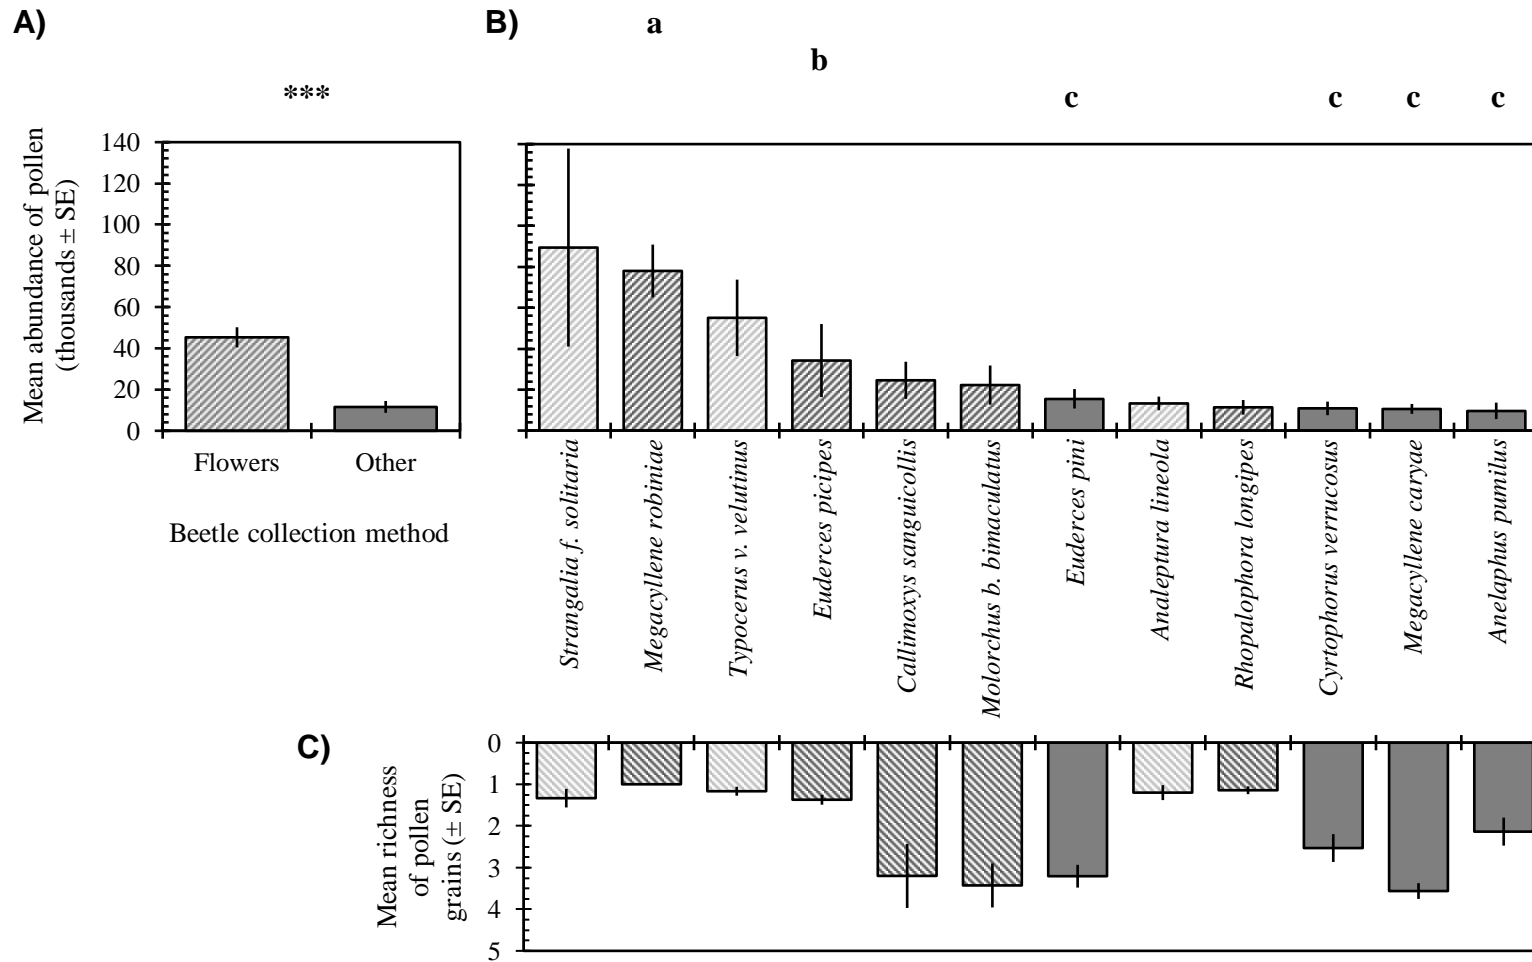 A)
B)
a
b
***
c
c
c
c
Mean abundance of pollen
(thousands ± SE)
140
120
100
80
60
40
20
0
Flowers
Other
Beetle collection method
Strangalia f. solitaria
Megacyllene robiniae
Typocerus v. velutinus
Euderces picipes
Callimoxys sanguicollis
Molorchus b. bimaculatus
Euderces pini
Analeptura lineola
Rhopalophora longipes
Cyrtophorus verrucosus
Megacyllene caryae
Anelaphus pumilus
C)
Mean richness
of pollen
grains (± SE)
0
1
2
3
4
5